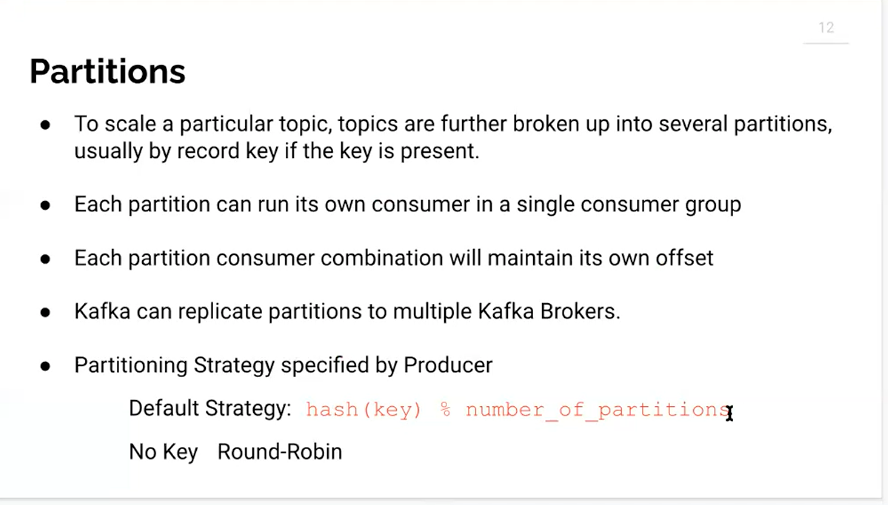 12
Partitions
● To scale a particular topic, topics are further broken up into several partitions,
usually by record key if the key is present.
● Each partition can run its own consumer in a single consumer group
● Each partition consumer combination will maintain its own offset
● Kafka can replicate partitions to multiple Kafka Brokers.
● Partitioning Strategy specified by Producer
Default Strategy: hash(key) % number_of_partitions
No Key Round-Robin